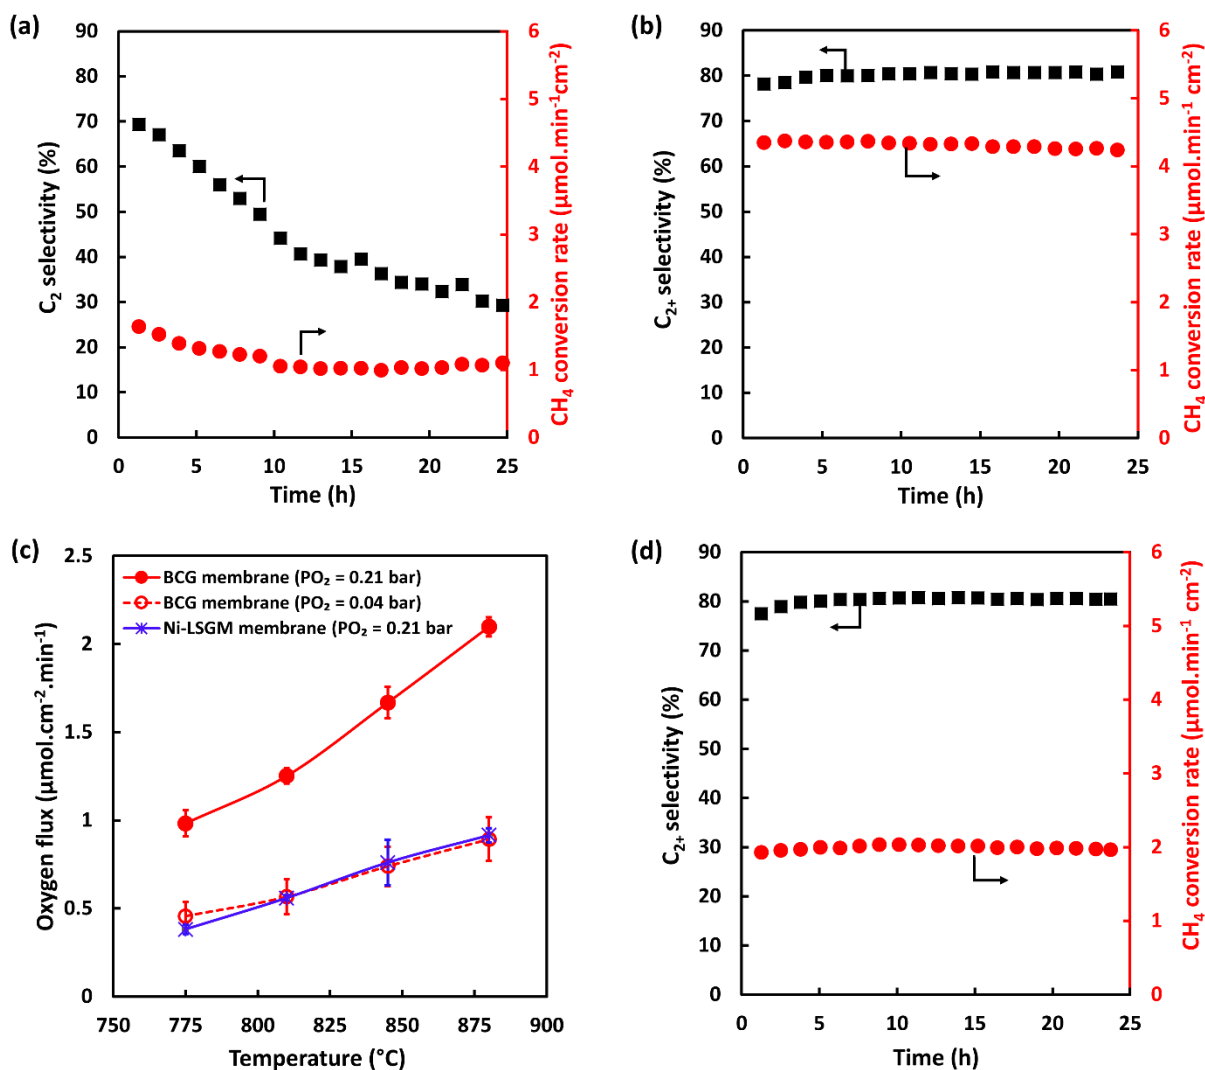 (a)
90
80
70
60
50
40
30
20
10
0
C₂ selectivity (%)
6
5
4
3
2
1
0
CH₄ conversion rate (µmol.min⁻¹cm⁻²)
0 5 10 15 20 25
Time (h)
(b)
90
80
70
60
50
40
30
20
10
0
C₂₊ selectivity (%)
6
5
4
3
2
1
0
CH₄ conversion rate (µmol.min⁻¹ cm⁻²)
0 5 10 15 20 25
Time (h)
(c)
2.5
2
1.5
1
0.5
0
Oxygen flux (µmol.cm⁻².min⁻¹)
BCG membrane (PO₂ = 0.21 bar)
BCG membrane (PO₂ = 0.04 bar)
Ni-LSGM membrane (PO₂ = 0.21 bar
750 775 800 825 850 875 900
Temperature (°C)
(d)
90
80
70
60
50
40
30
20
10
0
C₂₊ selectivity (%)
6
5
4
3
2
1
0
CH₄ conversion rate (µmol.min⁻¹ cm⁻²)
0 5 10 15 20 25
Time (h)